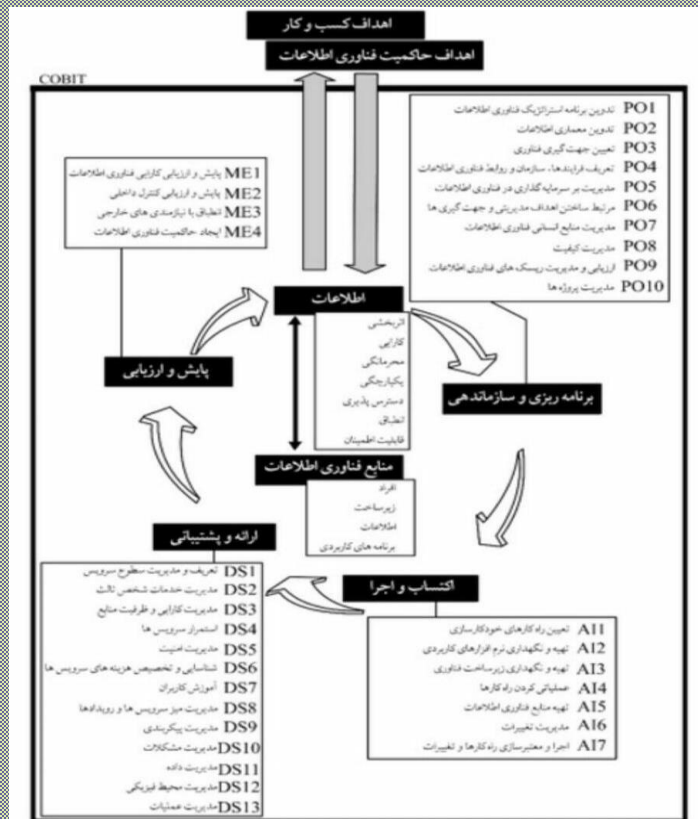 اهداف کسب و کار
اهداف حاکمیت فناوری اطلاعات
COBIT
PO1 تدوین برنامه استراتژیک فناوری اطلاعات
PO2 تدوین معماری اطلاعات
PO3 تعیین جهت گیری فناوری
PO4 تعریف فرایندها، سازمان و روابط فناوری اطلاعات
PO5 مدیریت بر سرمایه گذاری در فناوری اطلاعات
PO6 مرتبط ساختن اهداف مدیریتی و جهت گیری ها
PO7 مدیریت منابع انسانی فناوری اطلاعات
PO8 مدیریت کیفیت
PO9 ارزیابی و مدیریت ریسک های فناوری اطلاعات
PO10 مدیریت پروژه ها
ME1 پایش و ارزیابی کارایی فناوری اطلاعات
ME2 پایش و ارزیابی کنترل داخلی
ME3 انطباق با نیازمندی های خارجی
ME4 ایجاد حاکمیت فناوری اطلاعات
اطلاعات
اثربخشی
کارایی
محرمانگی
یکپارچگی
دسترس پذیری
انطباق
قابلیت اطمینان
پایش و ارزیابی
برنامه ریزی و سازماندهی
منابع فناوری اطلاعات
افراد
زیرساخت
اطلاعات
برنامه های کاربردی
ارائه و پشتیبانی
DS1 تعریف و مدیریت سطوح سرویس
DS2 مدیریت خدمات شخص ثالث
DS3 مدیریت کارایی و ظرفیت منابع
DS4 استمرار سرویس ها
DS5 مدیریت امنیت
DS6 شناسایی و تخصیص هزینه های سرویس ها
DS7 آموزش کاربران
DS8 مدیریت میز سرویس ها و رویدادها
DS9 مدیریت پیکربندی
DS10 مدیریت مشکلات
DS11 مدیریت داده
DS12 مدیریت محیط فیزیکی
DS13 مدیریت عملیات
اکتساب و اجرا
AI1 تعیین راه کارهای خودکارسازی
AI2 تهیه و نگهداری نرم افزارهای کاربردی
AI3 تهیه و نگهداری زیرساخت فناوری
AI4 عملیاتی کردن راه کارها
AI5 تهیه منابع فناوری اطلاعات
AI6 مدیریت تغییرات
AI7 اجرا و معتبرسازی راه کارها و تغییرات